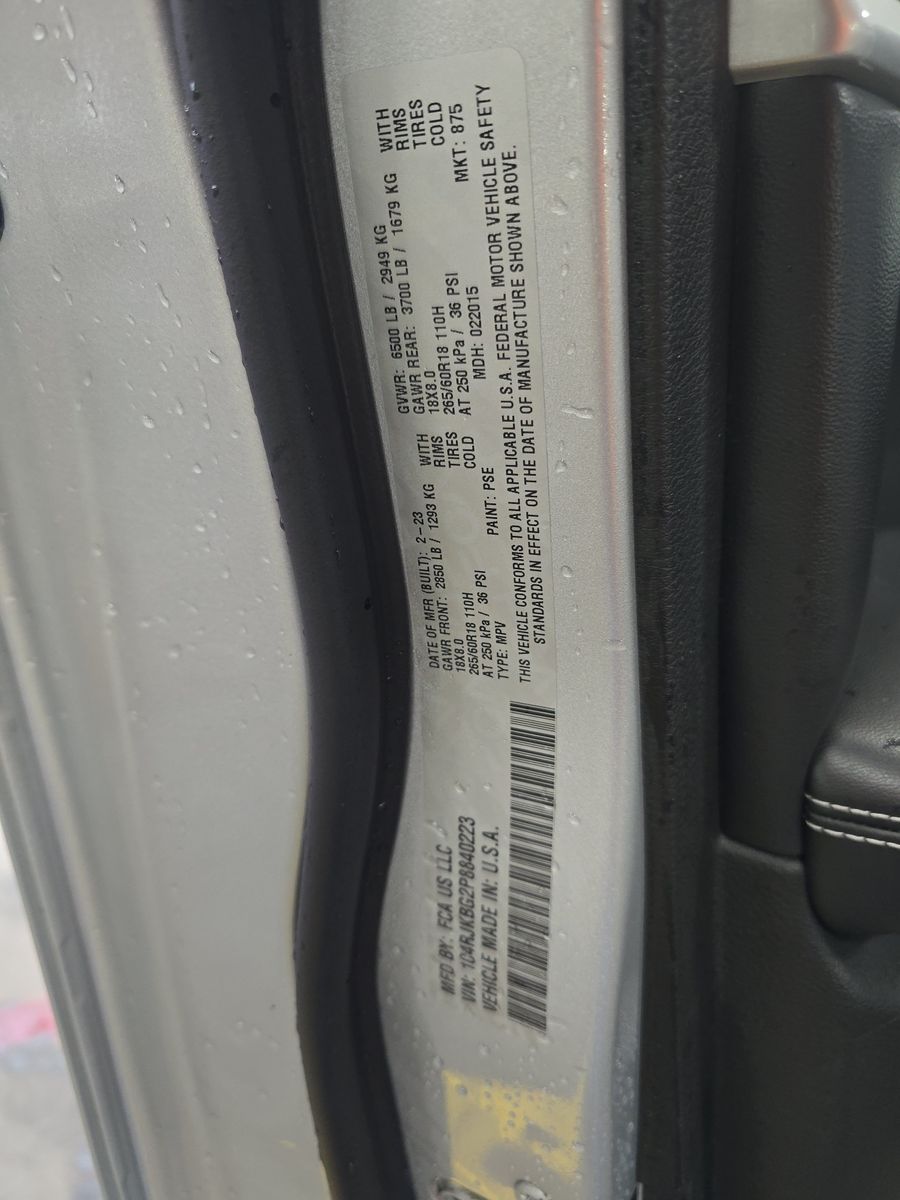 MFD BY: FCA US LLC
VIN: 1C4RJKBG2P8840223
VEHICLE MADE IN: U.S.A.
DATE OF MFR (BUILT): 2-23
GAWR FRONT: 2850 LB / 1293 KG WITH
18X8.0 RIMS
265/60R18 110H TIRES
AT 250 kPa / 36 PSI COLD
TYPE: MPV PAINT: PSE
GVWR: 6500 LB / 2949 KG
GAWR REAR: 3700 LB / 1679 KG WITH
18X8.0 RIMS
265/60R18 110H TIRES
AT 250 kPa / 36 PSI COLD
MDH: 022015 MKT: 875
THIS VEHICLE CONFORMS TO ALL APPLICABLE U.S.A. FEDERAL MOTOR VEHICLE SAFETY
STANDARDS IN EFFECT ON THE DATE OF MANUFACTURE SHOWN ABOVE.